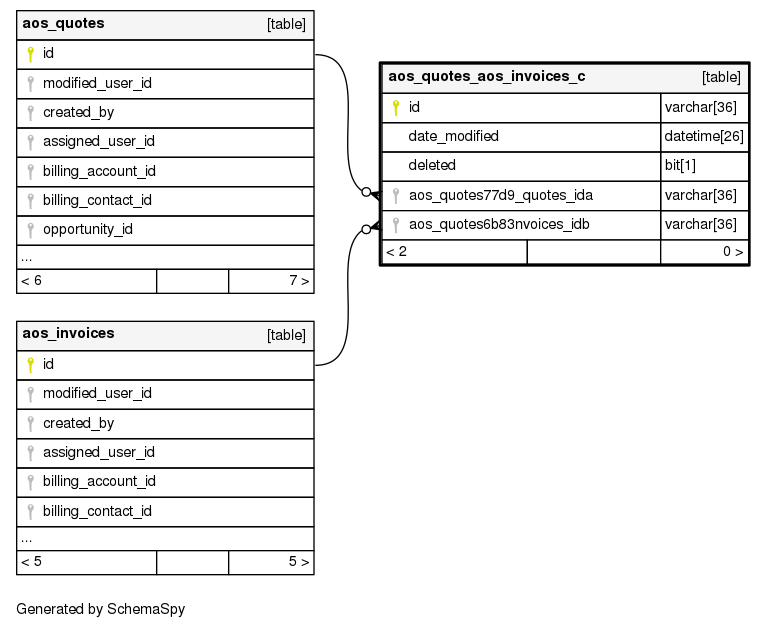 aos_quotes [table]
id
modified_user_id
created_by
assigned_user_id
billing_account_id
billing_contact_id
opportunity_id
...
< 6 7 >
aos_quotes_aos_invoices_c [table]
id varchar[36]
date_modified datetime[26]
deleted bit[1]
aos_quotes77d9_quotes_ida varchar[36]
aos_quotes6b83nvoices_idb varchar[36]
< 2 0 >
aos_invoices [table]
id
modified_user_id
created_by
assigned_user_id
billing_account_id
billing_contact_id
...
< 5 5 >
Generated by SchemaSpy